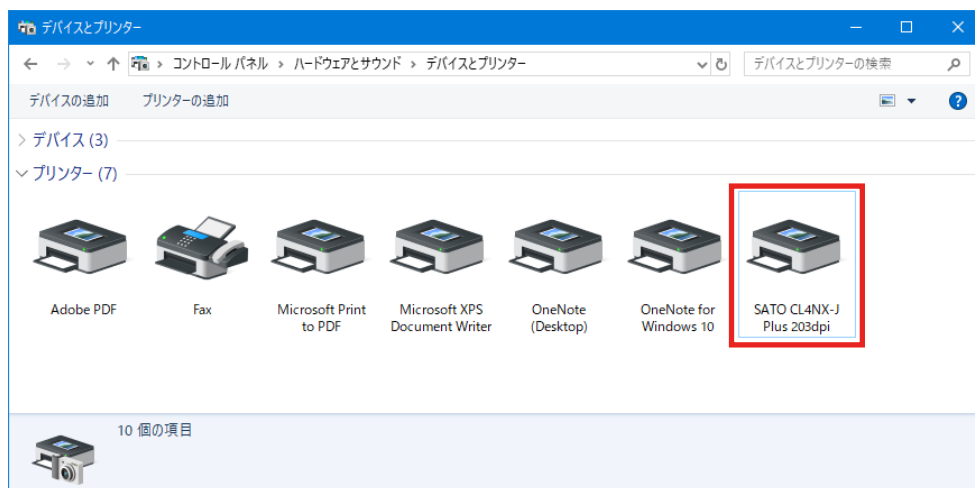 デバイスとプリンター
コントロール パネル › ハードウェアとサウンド › デバイスとプリンター
デバイスとプリンターの検索
デバイスの追加 プリンターの追加
デバイス (3)
プリンター (7)
Adobe PDF
Fax
Microsoft Print
to PDF
Microsoft XPS
Document Writer
OneNote
(Desktop)
OneNote for
Windows 10
SATO CL4NX-J
Plus 203dpi
10 個の項目